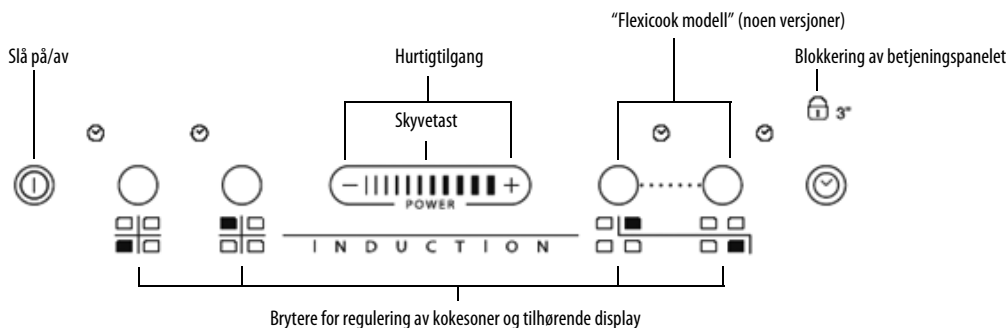 “Flexicook modell” (noen versjoner)
Slå på/av
Hurtigtilgang
Blokkering av betjeningspanelet
Skyvetast
3"
POWER
INDUCTION
Brytere for regulering av kokesoner og tilhørende display